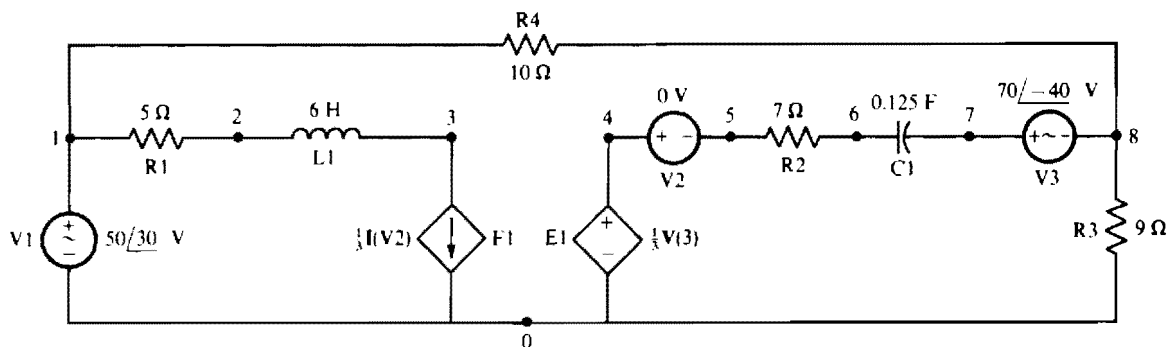 R4
10 Ω
70/−40 V
5 Ω
6 H
0 V
7 Ω
0.125 F
1
2
3
4
+ −
5
6
7
+ ~ −
8
R1
L1
V2
R2
C1
V3
V1
+
~
−
50/30 V
⅓I(V2)
F1
E1
+
−
⅓V(3)
R3
9 Ω
0